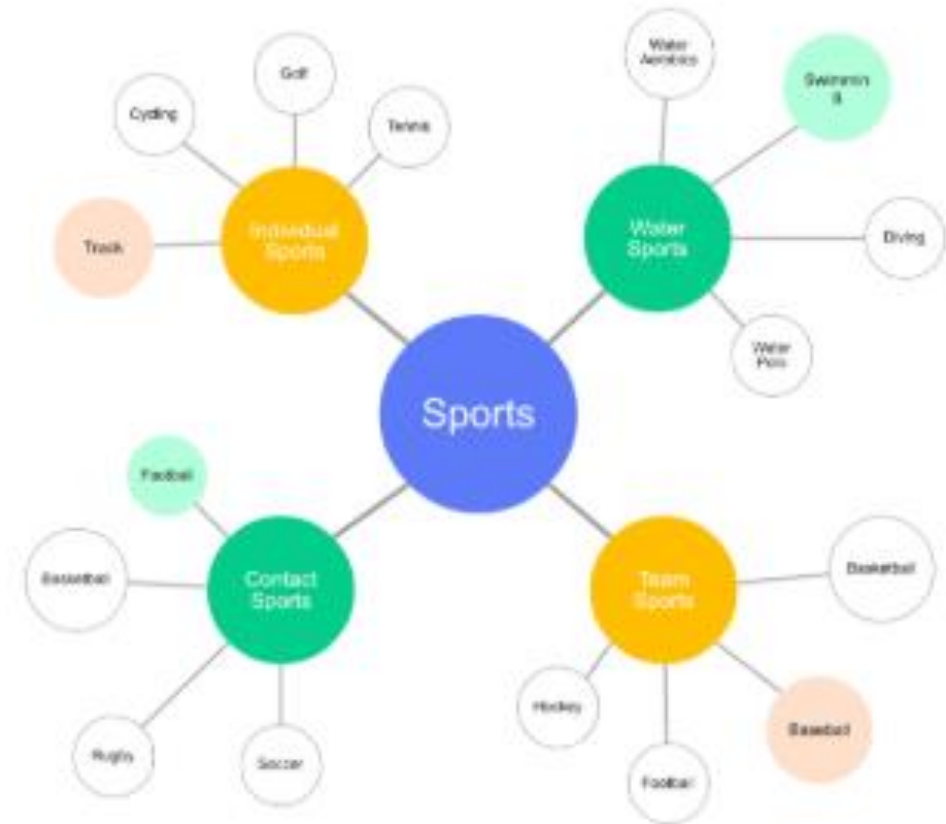 Water
Aerobics
Golf
Swimmin
g
Cycling
Tennis
Individual
Sports
Water
Sports
Diving
Track
Water
Polo
Sports
Football
Basketball
Contact
Sports
Team
Sports
Basketball
Hockey
Baseball
Rugby
Soccer
Football